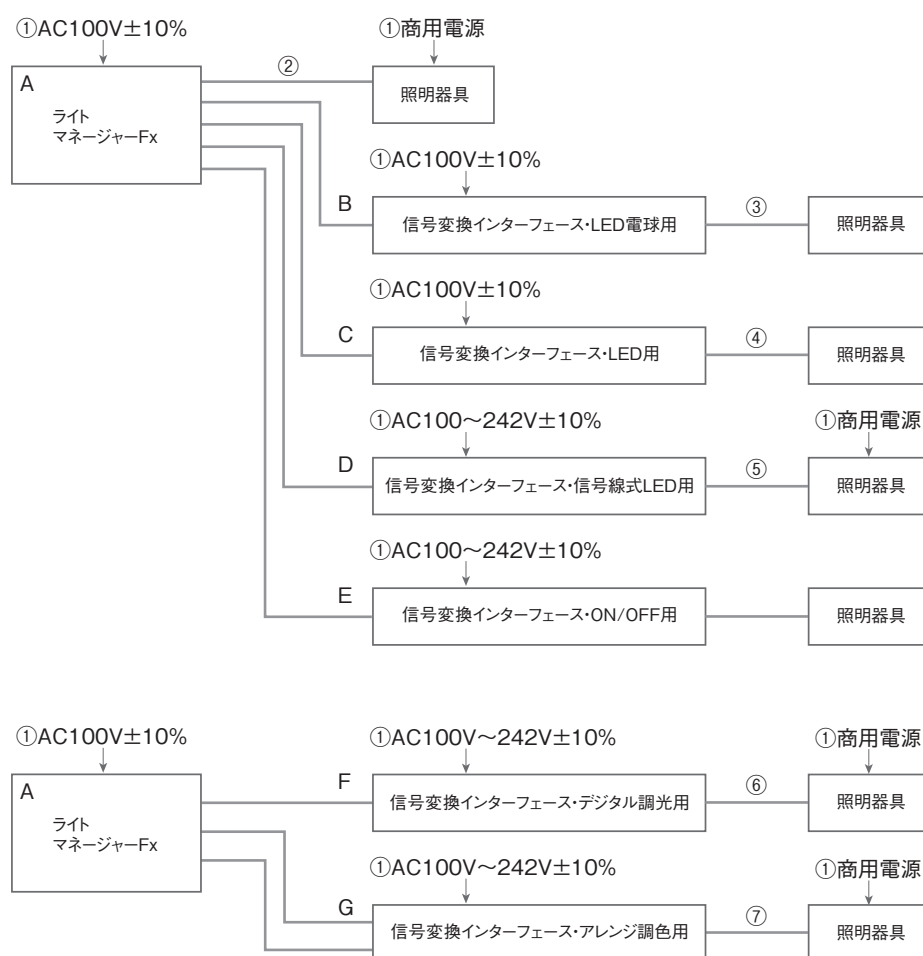 ①AC100V±10%
①商用電源
A
ライト
マネージャーFx
②
照明器具
①AC100V±10%
B
信号変換インターフェース・LED電球用
③
照明器具
①AC100V±10%
C
信号変換インターフェース・LED用
④
照明器具
①AC100〜242V±10%
①商用電源
D
信号変換インターフェース・信号線式LED用
⑤
照明器具
①AC100〜242V±10%
E
信号変換インターフェース・ON/OFF用
照明器具
①AC100V±10%
①AC100V〜242V±10%
①商用電源
A
ライト
マネージャーFx
F
信号変換インターフェース・デジタル調光用
⑥
照明器具
①AC100V〜242V±10%
①商用電源
G
信号変換インターフェース・アレンジ調色用
⑦
照明器具